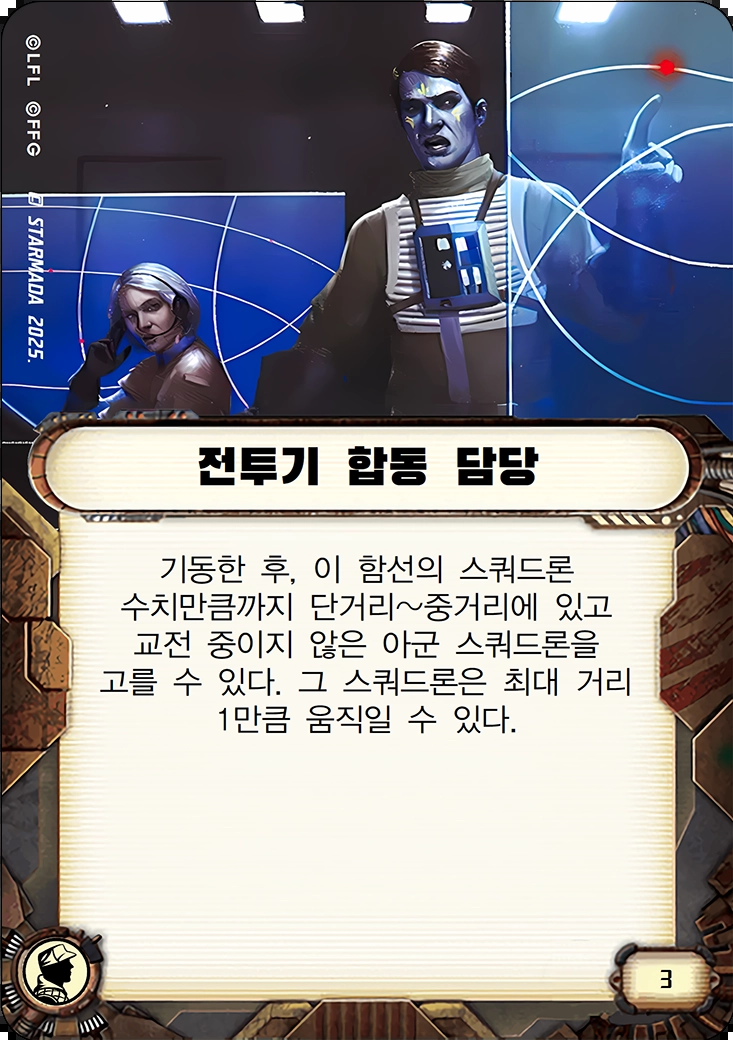 ©LFL ©FFG
STARMADA 2025.
전투기 합동 담당
기동한 후, 이 함선의 스쿼드론
수치만큼까지 단거리~중거리에 있고
교전 중이지 않은 아군 스쿼드론을
고를 수 있다. 그 스쿼드론은 최대 거리
1만큼 움직일 수 있다.
3